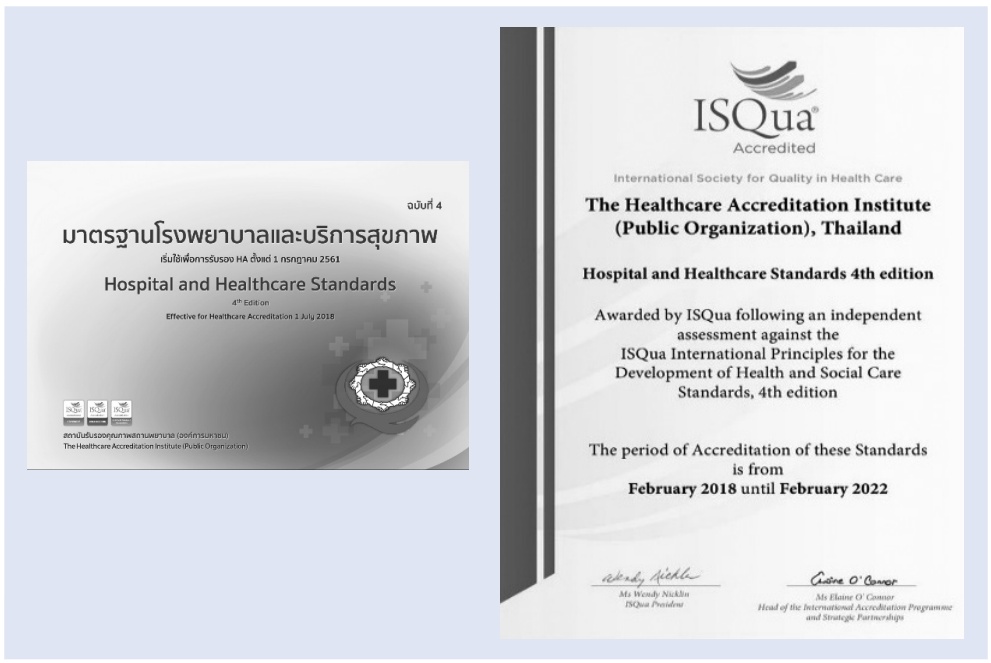 ฉบับที่ 4
มาตรฐานโรงพยาบาลและบริการสุขภาพ
เริ่มใช้เพื่อการรับรอง HA ตั้งแต่ 1 กรกฎาคม 2561
Hospital and Healthcare Standards
4th Edition
Effective for Healthcare Accreditation 1 July 2018
ISQua ISQua ISQua
สถาบันรับรองคุณภาพสถานพยาบาล (องค์การมหาชน)
The Healthcare Accreditation Institute (Public Organization)
ISQua®
Accredited
International Society for Quality in Health Care
The Healthcare Accreditation Institute
(Public Organization), Thailand
Hospital and Healthcare Standards 4th edition
Awarded by ISQua following an independent
assessment against the
ISQua International Principles for the
Development of Health and Social Care
Standards, 4th edition
The period of Accreditation of these Standards
is from
February 2018 until February 2022
Wendy Nicklin
Ms Wendy Nicklin
ISQua President
Elaine O' Connor
Ms Elaine O' Connor
Head of the International Accreditation Programme
and Strategic Partnerships